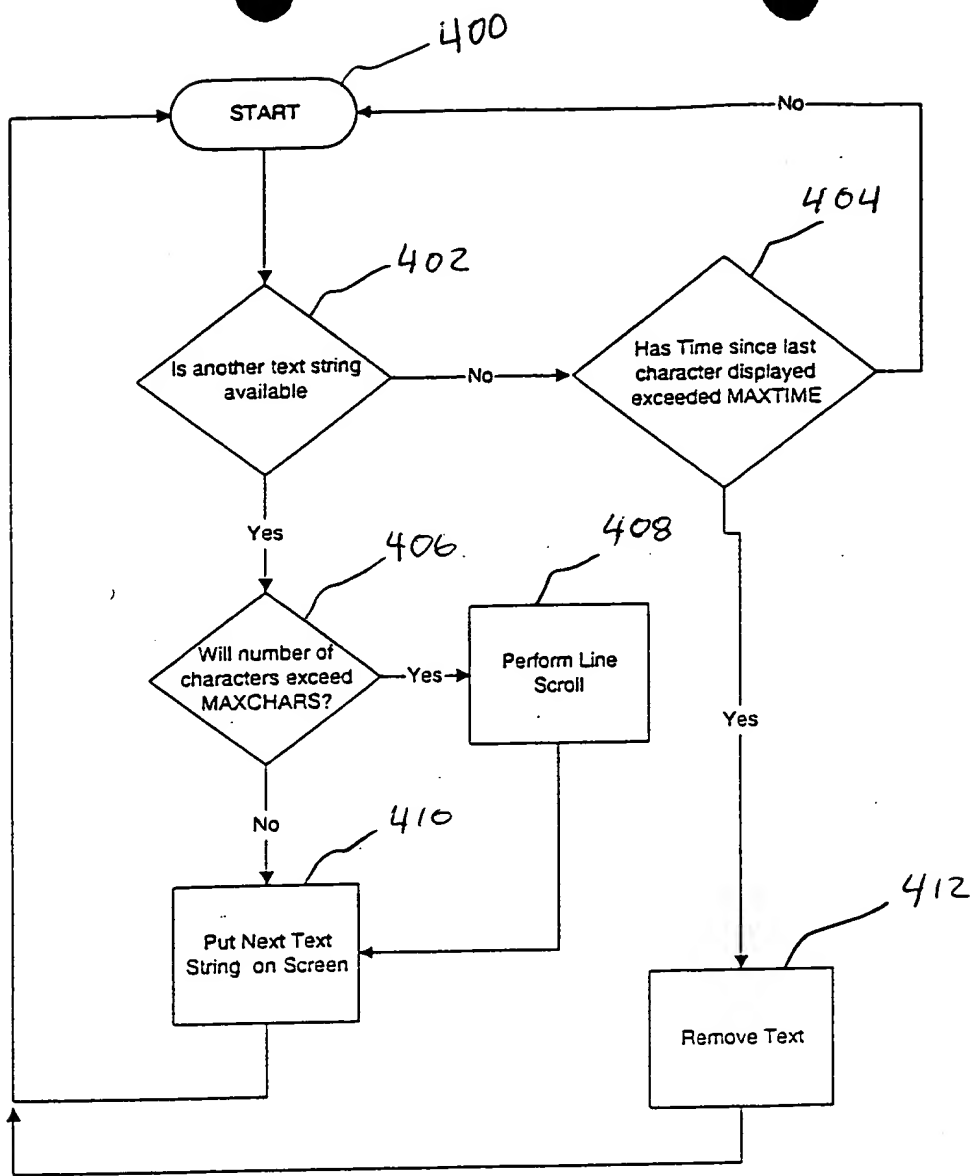 400
START
No
404
402
Is another text string
available
No
Has Time since last
character displayed
exceeded MAXTIME
Yes
406
408
Will number of
characters exceed
MAXCHARS?
Yes
Perform Line
Scroll
Yes
No
410
412
Put Next Text
String on Screen
Remove Text